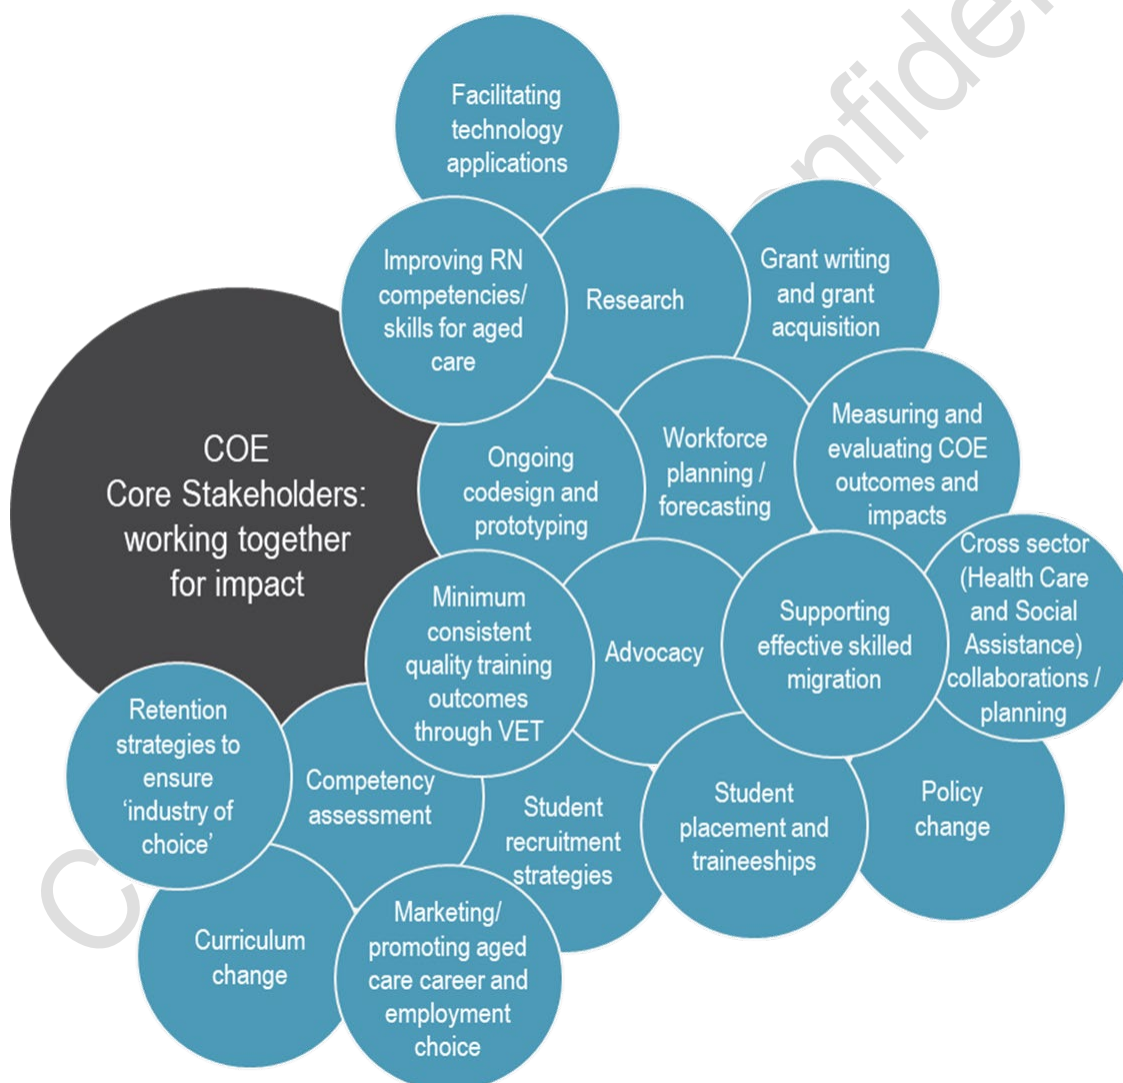 Facilitating
technology
applications
Improving RN
competencies/
skills for aged
care
Research
Grant writing
and grant
acquisition
COE
Core Stakeholders:
working together
for impact
Ongoing
codesign and
prototyping
Workforce
planning /
forecasting
Measuring and
evaluating COE
outcomes and
impacts
Minimum
consistent
quality training
outcomes
through VET
Advocacy
Supporting
effective skilled
migration
Cross sector
(Health Care
and Social
Assistance)
collaborations /
planning
Retention
strategies to
ensure
‘industry of
choice’
Competency
assessment
Student
recruitment
strategies
Student
placement and
traineeships
Policy
change
Curriculum
change
Marketing/
promoting aged
care career and
employment
choice